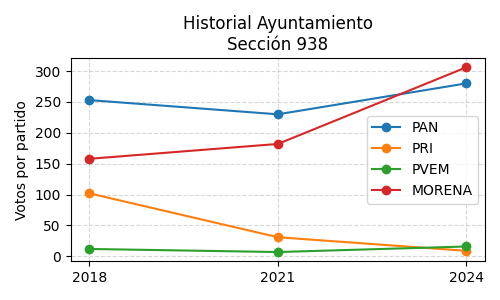 Historial Ayuntamiento
Sección 938
Votos por partido
300
250
200
150
100
50
0
2018 2021 2024
PAN
PRI
PVEM
MORENA